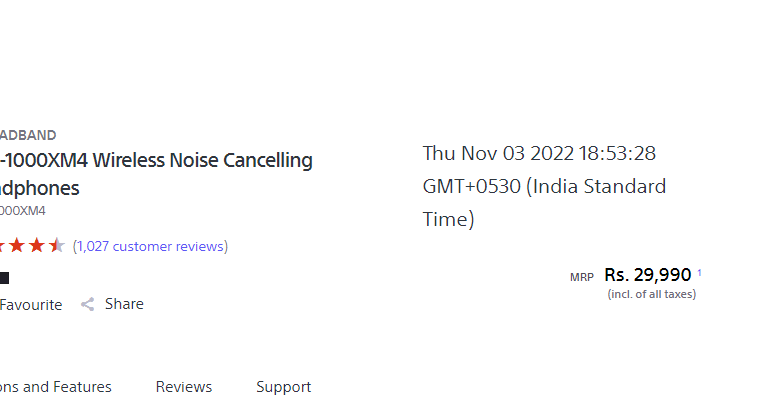 ADBAND
-1000XM4 Wireless Noise Cancelling
dphones
000XM4
(1,027 customer reviews)
Favourite Share
Thu Nov 03 2022 18:53:28
GMT+0530 (India Standard
Time)
MRP Rs. 29,990 1
(incl. of all taxes)
ons and Features Reviews Support